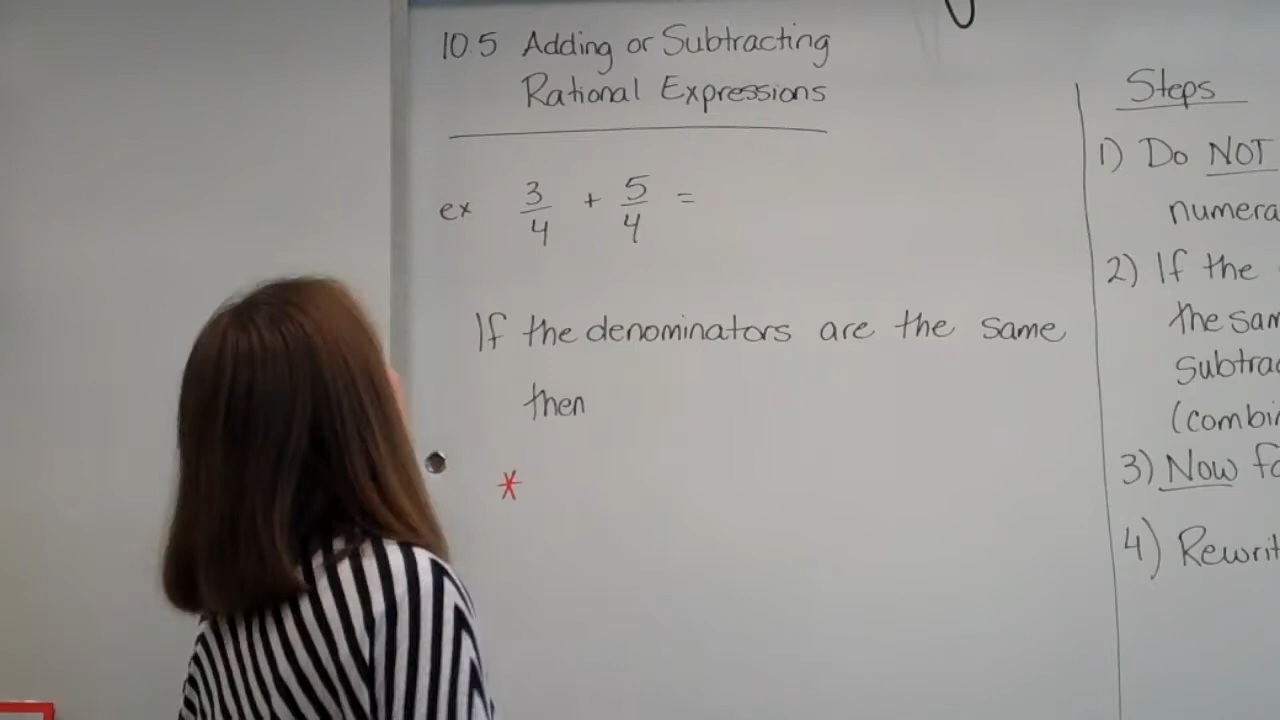 10.5 Adding or Subtracting
Rational Expressions
ex 3/4 + 5/4 =
If the denominators are the same
then
*
Steps
1) Do NOT
numera
2) If the
the sam
subtrac
(combin
3) Now fa
4) Rewrit